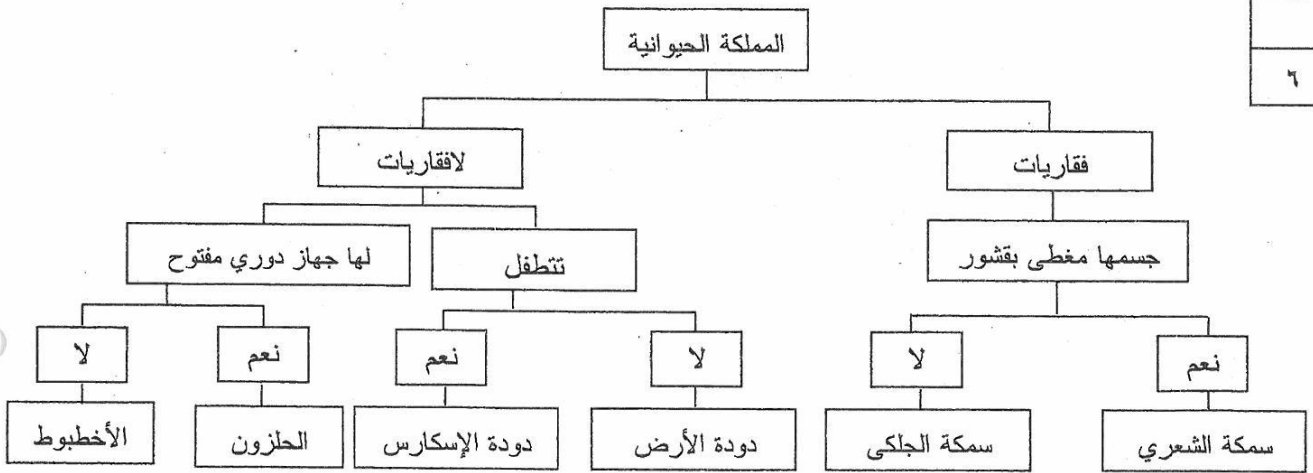 المملكة الحيوانية
٦
فقاريات
لافقاريات
جسمها مغطى بقشور
تتطفل
لها جهاز دوري مفتوح
نعم
لا
لا
نعم
نعم
لا
سمكة الشعري
سمكة الجلكى
دودة الأرض
دودة الإسكارس
الحلزون
الأخطبوط